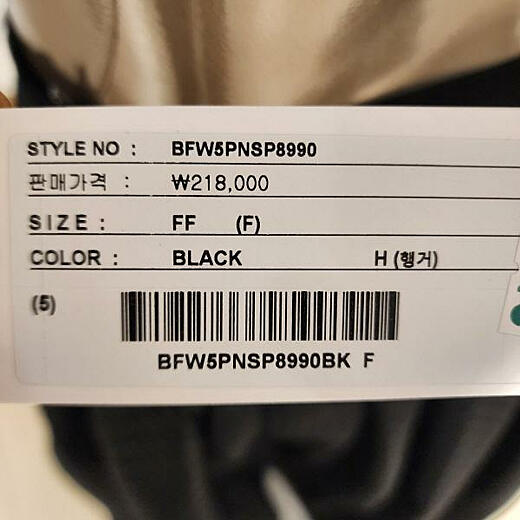 STYLE NO : BFW5PNSP8990
판매가격 : ₩218,000
SIZE : FF (F)
COLOR : BLACK H (행거)
(5)
BFW5PNSP8990BK F